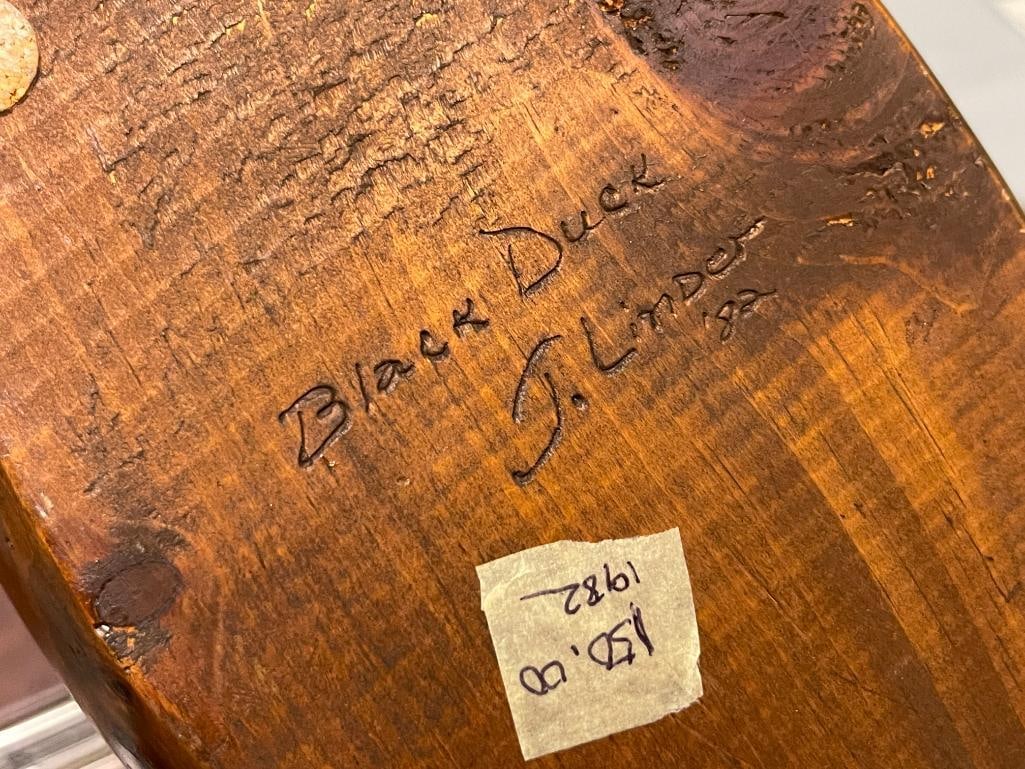 Black Duck
J. Linder
'82
150.00
1982